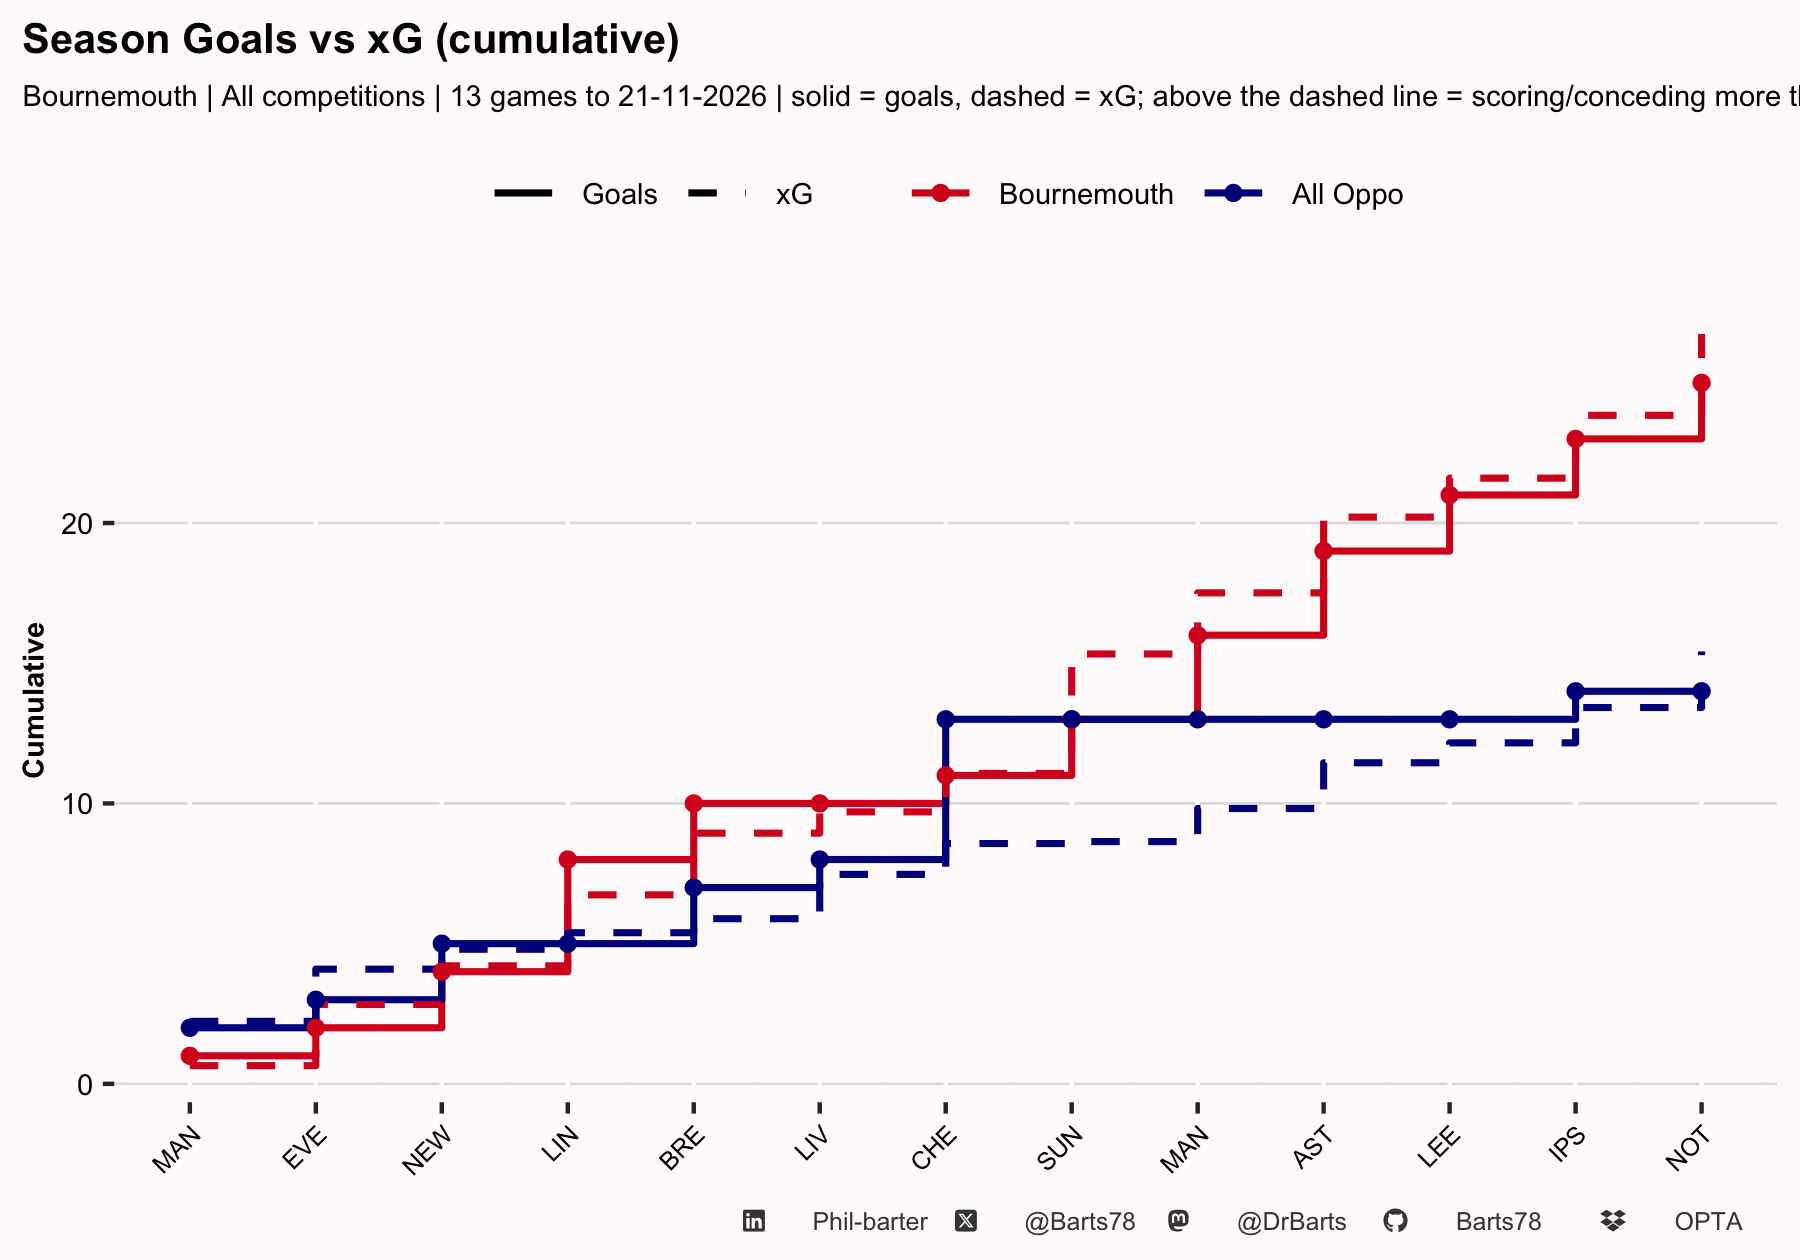 Season Goals vs xG (cumulative)
Bournemouth | All competitions | 13 games to 21-11-2026 | solid = goals, dashed = xG; above the dashed line = scoring/conceding more
Goals xG Bournemouth All Oppo
Cumulative
20
10
0
MAN EVE NEW LIN BRE LIV CHE SUN MAN AST LEE IPS NOT
Phil-barter @Barts78 @DrBarts Barts78 OPTA